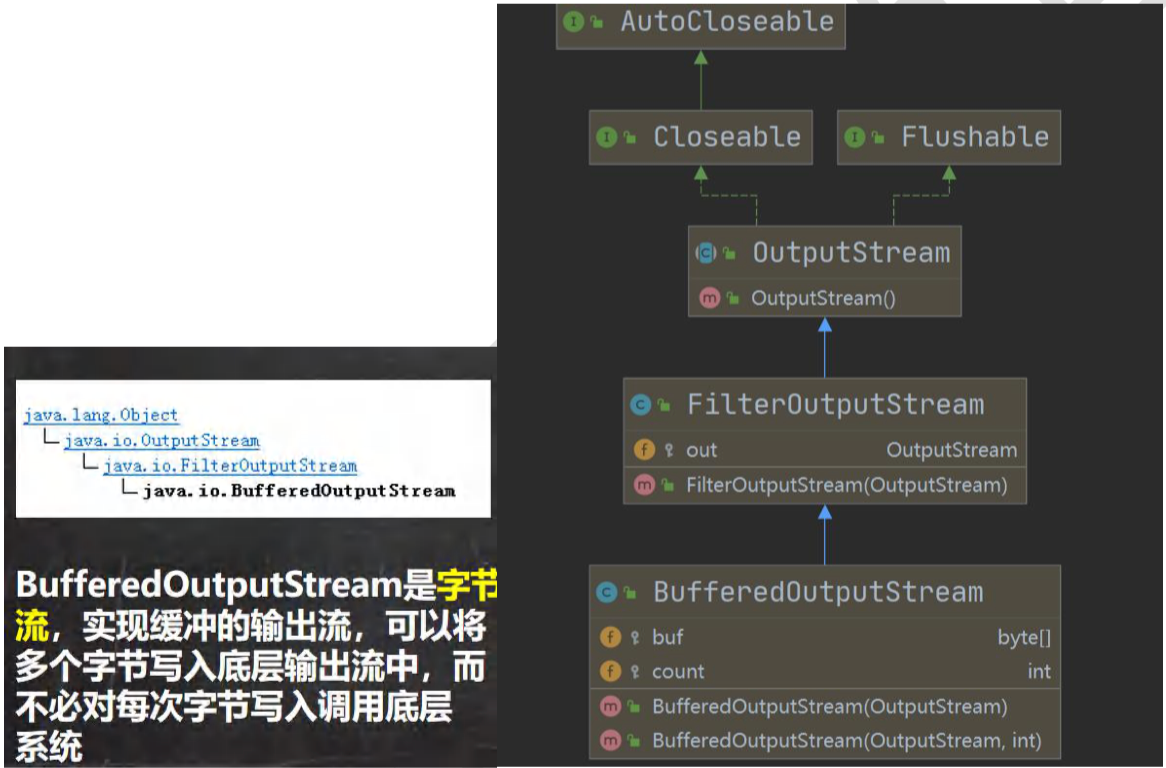 java.lang.Object
java.io.OutputStream
java.io.FilterOutputStream
java.io.BufferedOutputStream
BufferedOutputStream是字节
流，实现缓冲的输出流，可以将
多个字节写入底层输出流中，而
不必对每次字节写入调用底层
系统
AutoCloseable
Closeable
Flushable
OutputStream
OutputStream()
FilterOutputStream
out OutputStream
FilterOutputStream(OutputStream)
BufferedOutputStream
buf byte[]
count int
BufferedOutputStream(OutputStream)
BufferedOutputStream(OutputStream, int)